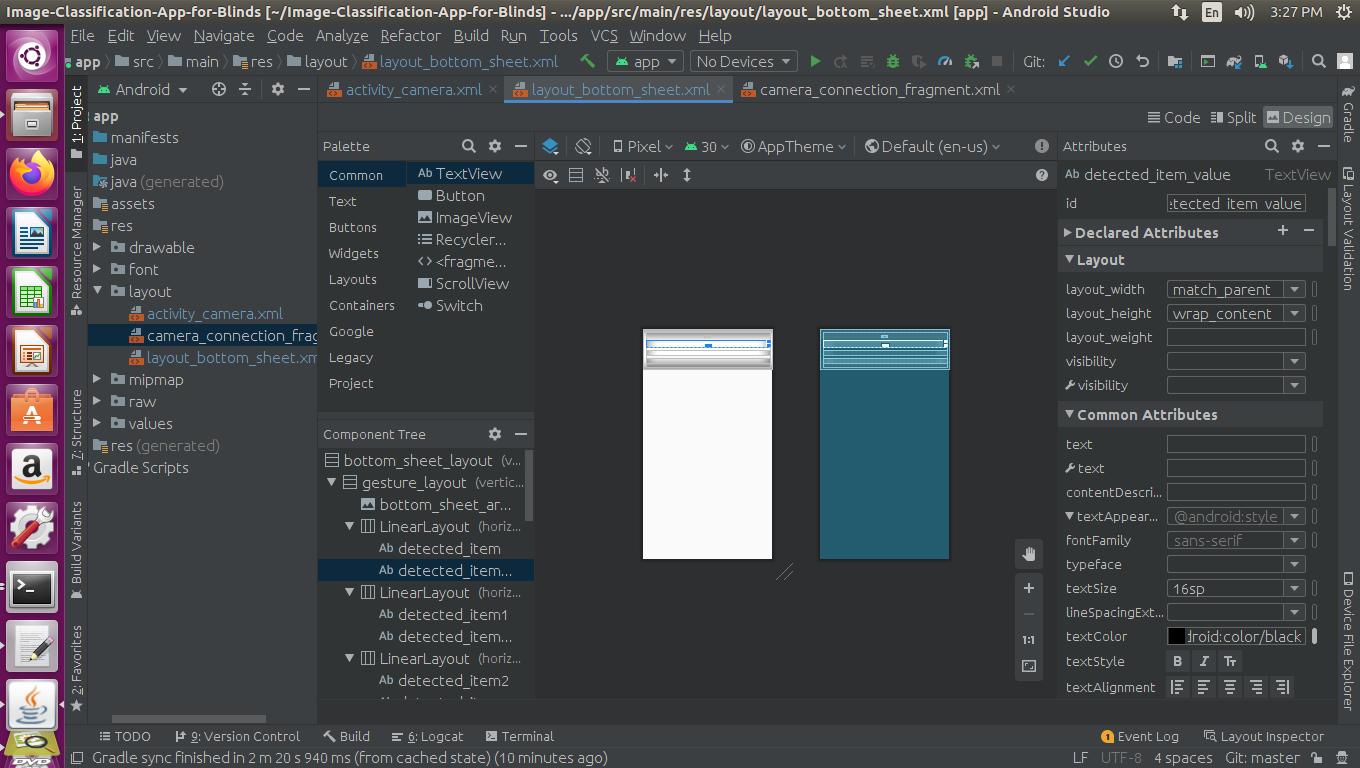 Image-Classification-App-for-Blinds [~/Image-Classification-App-for-Blinds] - .../app/src/main/res/layout/layout_bottom_sheet.xml [app] - Android Studio
En
3:27 PM
File Edit View Navigate Code Analyze Refactor Build Run Tools VCS Window Help
app src main res layout layout_bottom_sheet.xml
app
No Devices
Git:
Android
activity_camera.xml
layout_bottom_sheet.xml
camera_connection_fragment.xml
Code
Split
Design
1: Project
Resource Manager
7: Structure
Build Variants
2: Favorites
app
manifests
java
java (generated)
assets
res
drawable
font
layout
activity_camera.xml
camera_connection_frag
layout_bottom_sheet.xm
mipmap
raw
values
res (generated)
Gradle Scripts
Palette
Common
Text
Buttons
Widgets
Layouts
Containers
Google
Legacy
Project
Ab TextView
Button
ImageView
Recycler...
<> <fragme...
ScrollView
Switch
Component Tree
bottom_sheet_layout (v...
gesture_layout (vertic...
bottom_sheet_ar...
LinearLayout (horiz...
Ab detected_item
Ab detected_item...
LinearLayout (horiz...
Ab detected_item1
Ab detected_item...
LinearLayout (horiz...
Ab detected_item2
Pixel
30
AppTheme
Default (en-us)
1:1
Attributes
Ab detected_item_value TextView
id :etected_item_value
Declared Attributes
Layout
layout_width match_parent
layout_height wrap_content
layout_weight
visibility
visibility
Common Attributes
text
text
contentDescri...
textAppear... @android:style
fontFamily sans-serif
typeface
textSize 16sp
lineSpacingExt...
textColor droid:color/black
textStyle B I Tr
textAlignment
Gradle
Layout Validation
Device File Explorer
TODO
9: Version Control
Build
6: Logcat
Terminal
1 Event Log
Layout Inspector
Gradle sync finished in 2 m 20 s 940 ms (from cached state) (10 minutes ago)
LF UTF-8 4 spaces Git: master